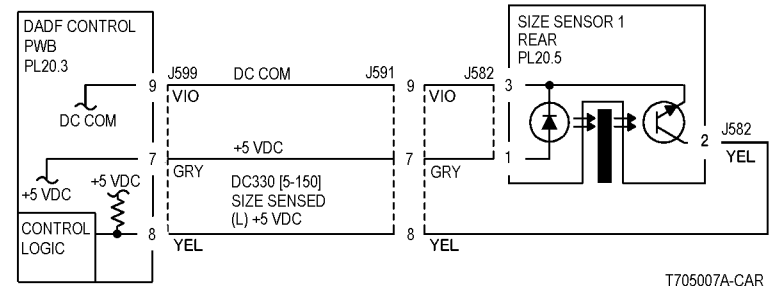 DADF CONTROL
PWB
PL20.3
SIZE SENSOR 1
REAR
PL20.5
9 J599 DC COM J591 9 J582 3
VIO VIO
DC COM
J582
2
YEL
+5 VDC
7 7 1
GRY GRY
+5 VDC +5 VDC
DC330 [5-150]
SIZE SENSED
(L) +5 VDC
CONTROL
LOGIC
8 8
YEL YEL
T705007A-CAR